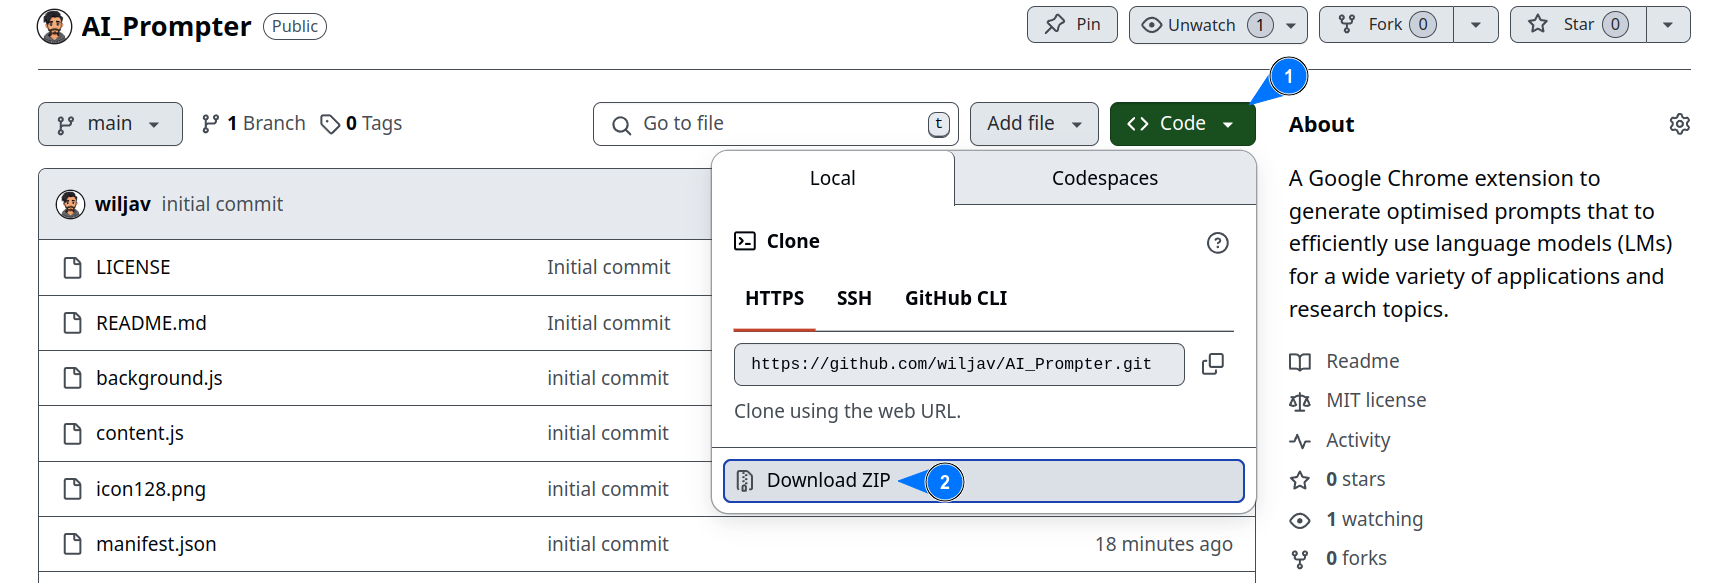 AI_Prompter Public Pin Unwatch 1 Fork 0 Star 0
1
main 1 Branch 0 Tags Go to file t Add file Code
wiljav initial commit
LICENSE Initial commit
README.md Initial commit
background.js initial commit
content.js initial commit
icon128.png initial commit
manifest.json initial commit 18 minutes ago
Local Codespaces
Clone
HTTPS SSH GitHub CLI
https://github.com/wiljav/AI_Prompter.git
Clone using the web URL.
Download ZIP 2
About
A Google Chrome extension to
generate optimised prompts that to
efficiently use language models (LMs)
for a wide variety of applications and
research topics.
Readme
MIT license
Activity
0 stars
1 watching
0 forks